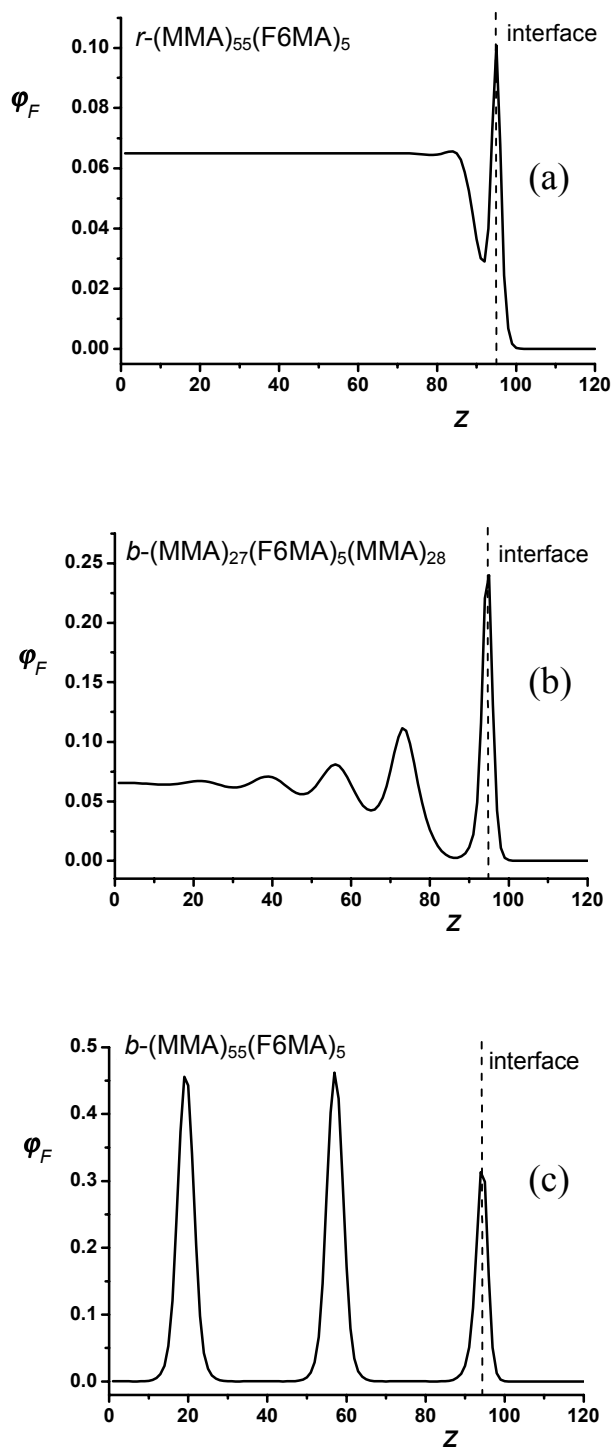 r-(MMA)₅₅(F6MA)₅
interface
0.10
0.08
0.06
0.04
0.02
0.00
φF
(a)
0 20 40 60 80 100 120
z
b-(MMA)₂₇(F6MA)₅(MMA)₂₈
interface
0.25
0.20
0.15
0.10
0.05
0.00
φF
(b)
0 20 40 60 80 100 120
z
b-(MMA)₅₅(F6MA)₅
interface
0.5
0.4
0.3
0.2
0.1
0.0
φF
(c)
0 20 40 60 80 100 120
z